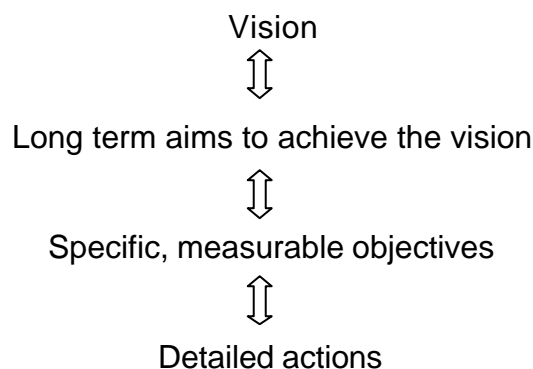 Vision
Long term aims to achieve the vision
Specific, measurable objectives
Detailed actions